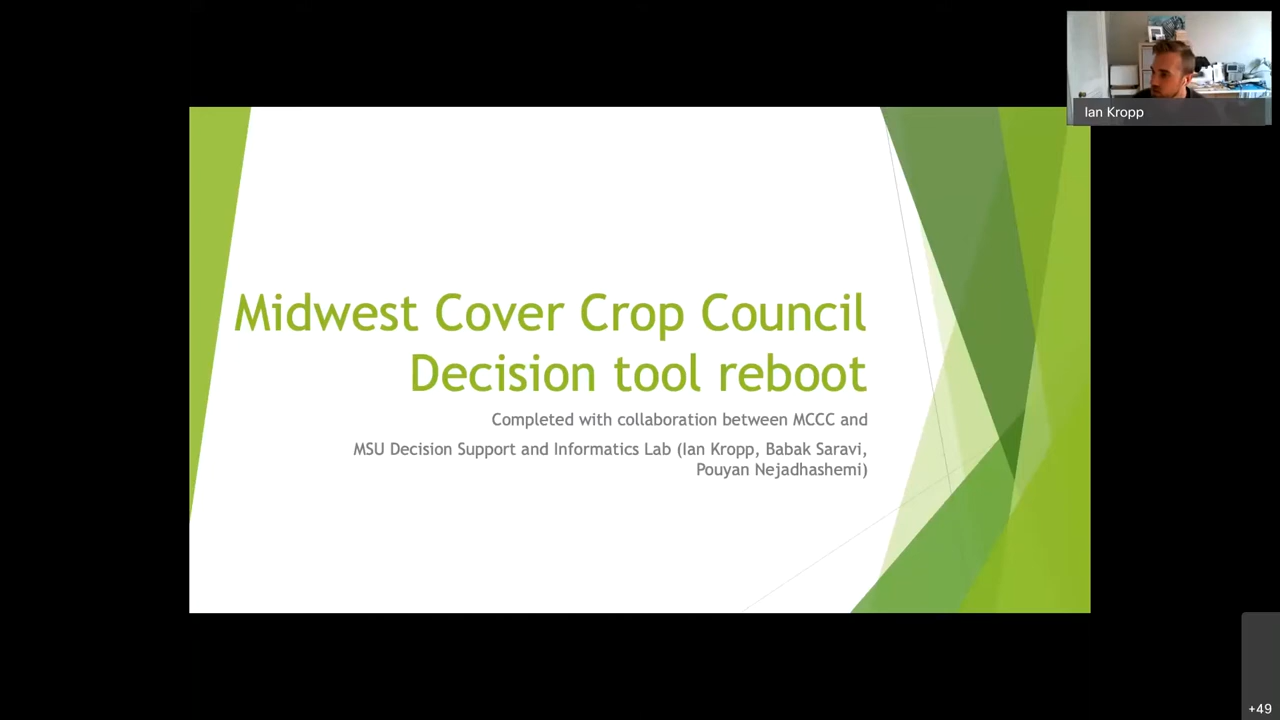 Ian Kropp
Midwest Cover Crop Council
Decision tool reboot
Completed with collaboration between MCCC and
MSU Decision Support and Informatics Lab (Ian Kropp, Babak Saravi,
Pouyan Nejadhashemi)
+49